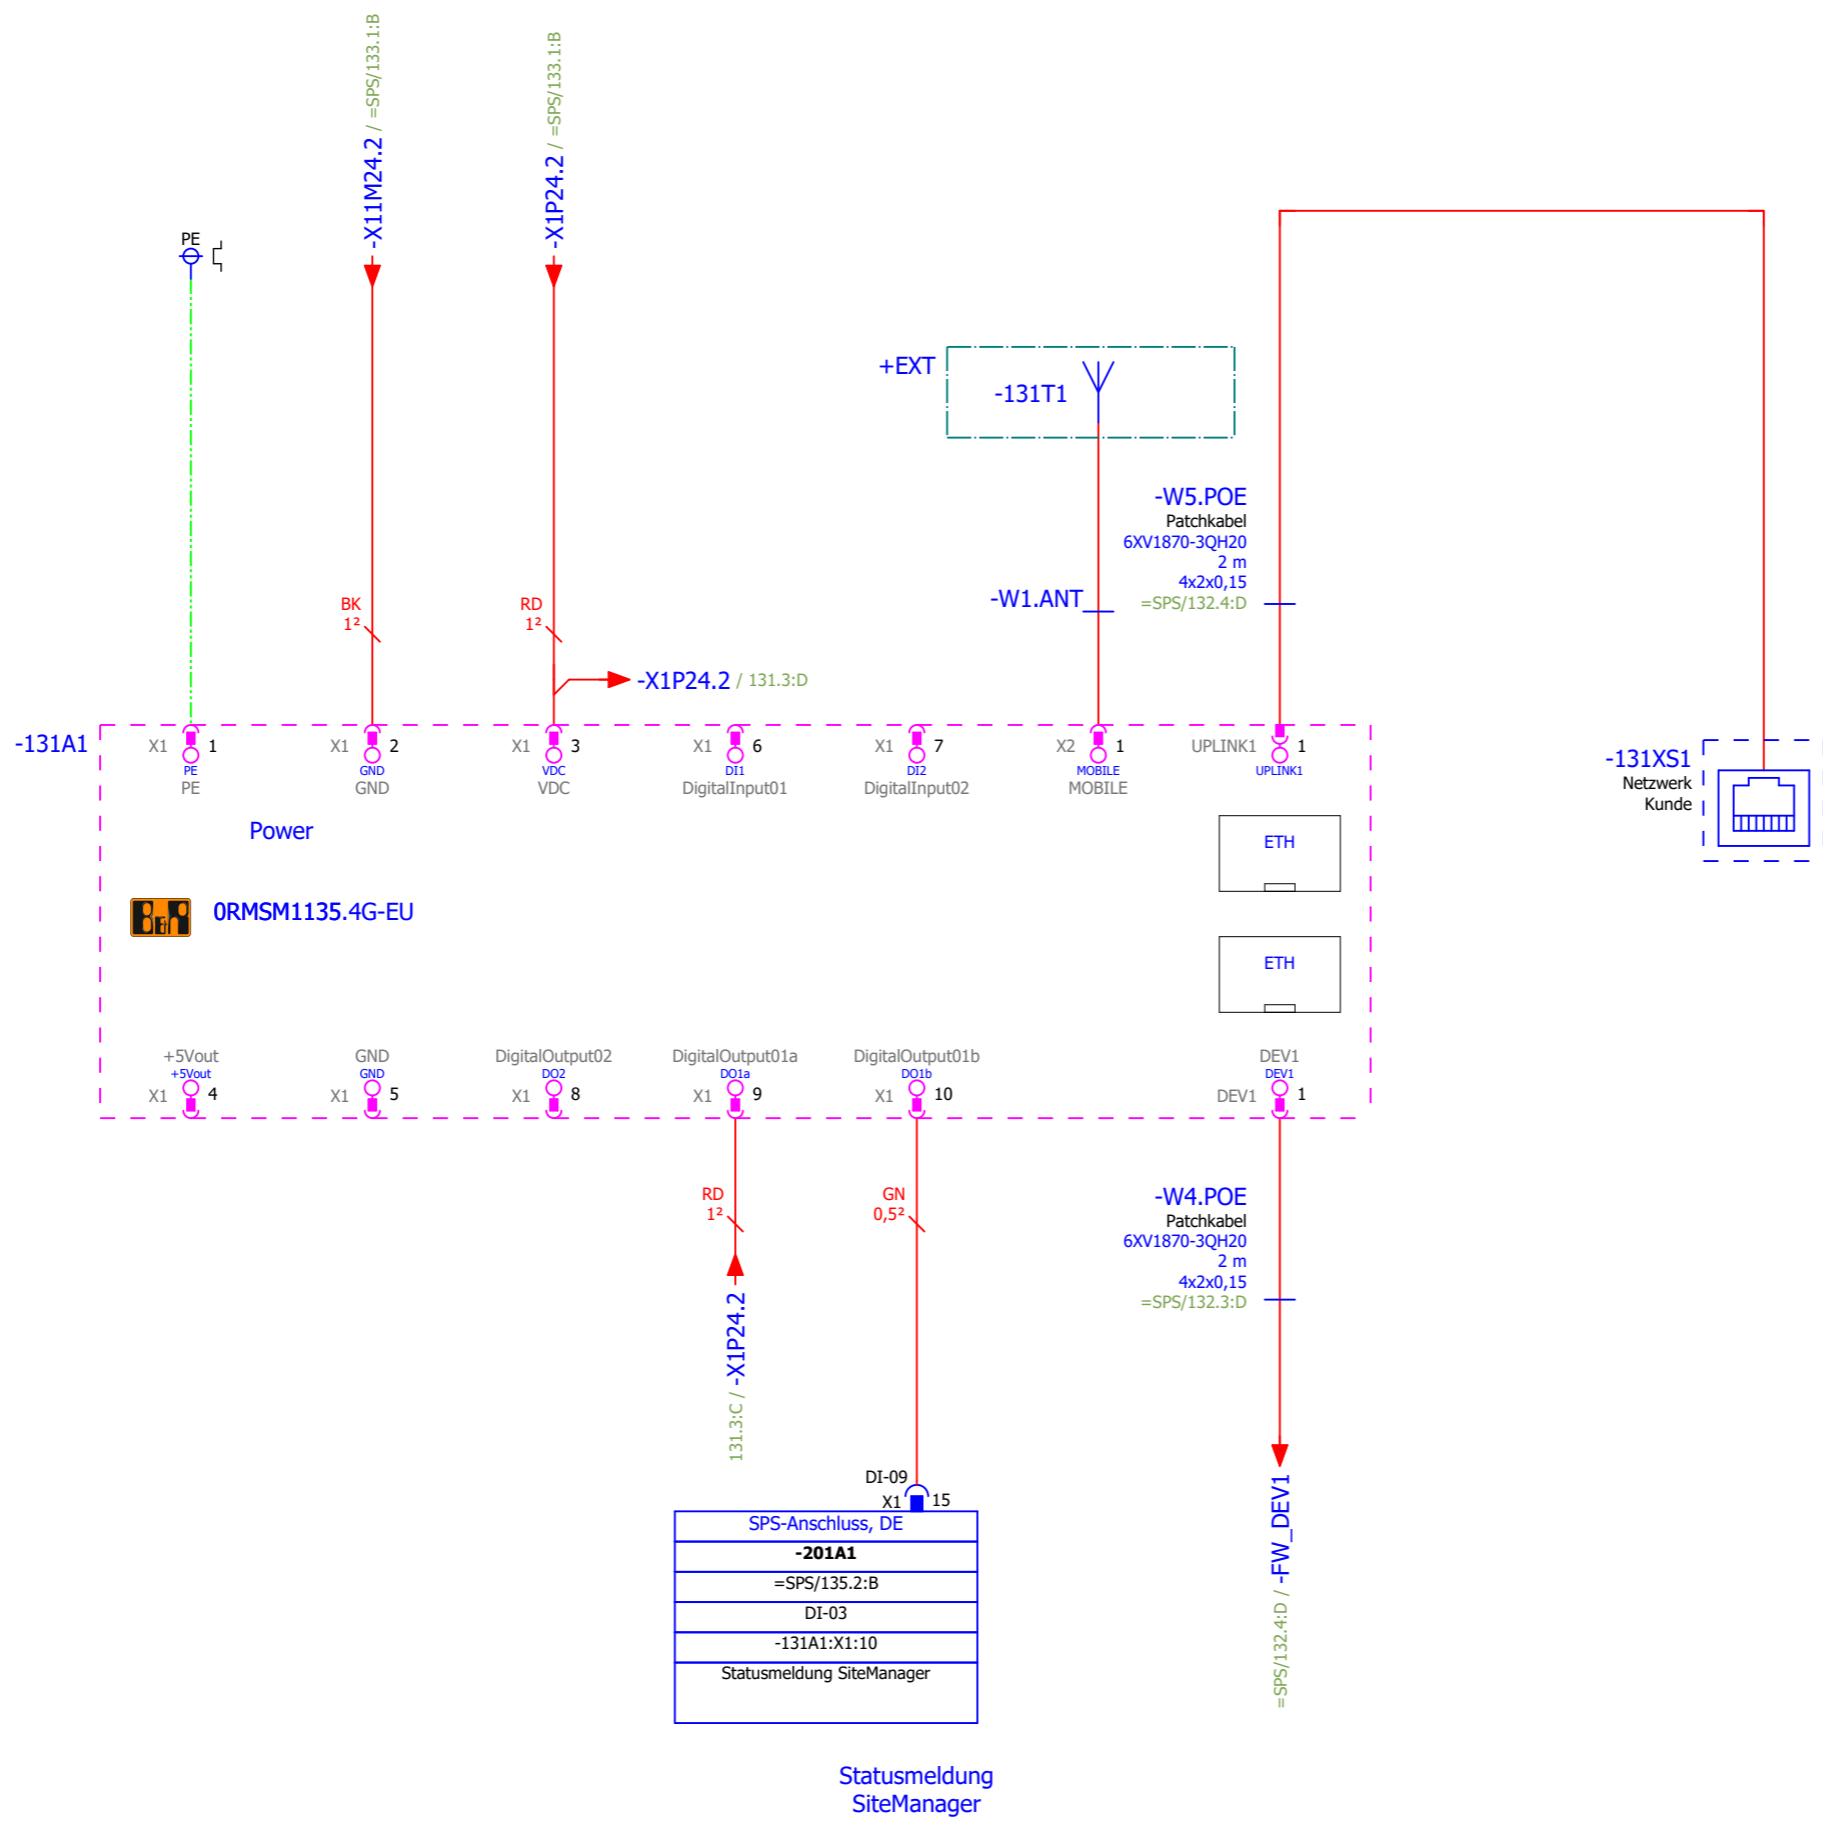 -X11M24.2 / =SPS/133.1:B
-X1P24.2 / =SPS/133.1:B
PE
+EXT
-131T1
-W5.POE
Patchkabel
6XV1870-3QH20
2 m
4x2x0,15
=SPS/132.4:D
-W1.ANT
BK
1²
RD
1²
-X1P24.2 / 131.3:D
-131A1
X1 1
PE
PE
X1 2
GND
GND
X1 3
VDC
VDC
X1 6
DI1
DigitalInput01
X1 7
DI2
DigitalInput02
X2 1
MOBILE
MOBILE
UPLINK1 1
UPLINK1
-131XS1
Netzwerk
Kunde
Power
ETH
B&R
0RMSM1135.4G-EU
ETH
+5Vout
+5Vout
X1 4
GND
GND
X1 5
DigitalOutput02
DO2
X1 8
DigitalOutput01a
DO1a
X1 9
DigitalOutput01b
DO1b
X1 10
DEV1
DEV1
DEV1 1
RD
1²
GN
0,5²
-W4.POE
Patchkabel
6XV1870-3QH20
2 m
4x2x0,15
=SPS/132.3:D
131.3:C / -X1P24.2
=SPS/132.4:D / -FW_DEV1
DI-09
X1 15
SPS-Anschluss, DE
-201A1
=SPS/135.2:B
DI-03
-131A1:X1:10
Statusmeldung SiteManager
Statusmeldung
SiteManager